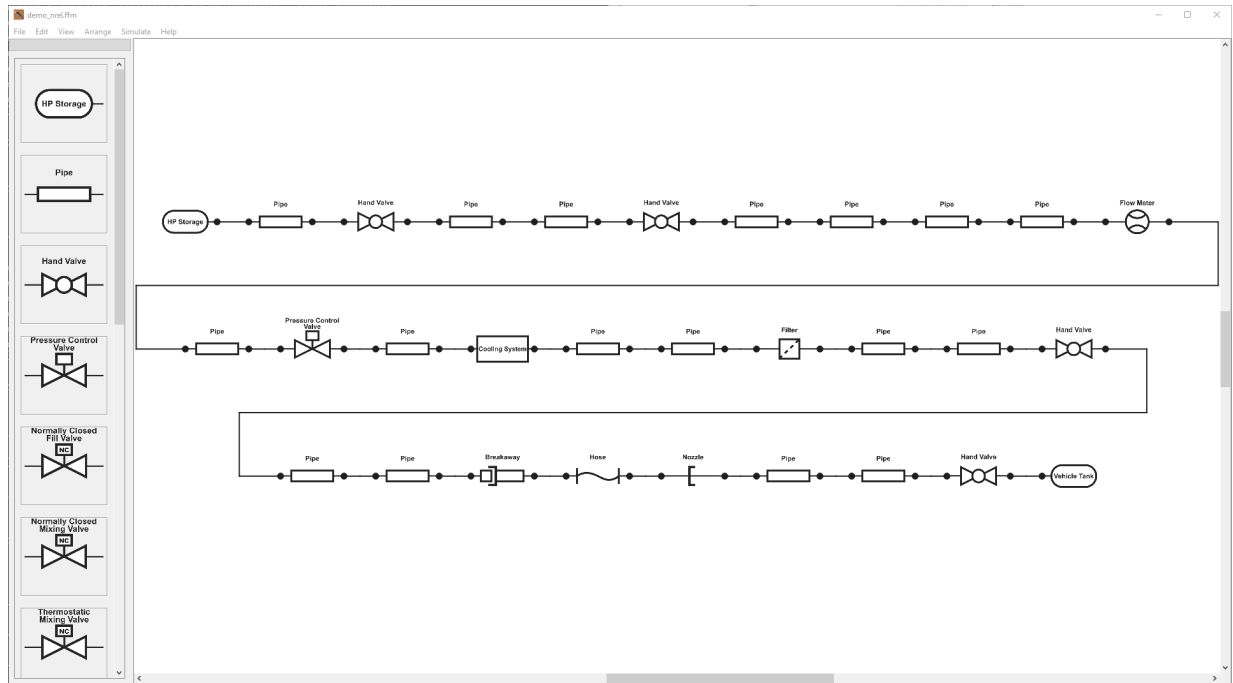 demo_nrel.ffm
File Edit View Arrange Simulate Help
HP Storage
Pipe
Hand Valve
Pressure Control
Valve
Normally Closed
Fill Valve
NC
Normally Closed
Mixing Valve
NC
Thermostatic
Mixing Valve
NC
Pipe Hand Valve Pipe Pipe Hand Valve Pipe Pipe Pipe Pipe Flow Meter
HP Storage
Pipe Pressure Control Pipe Pipe Pipe Filter Pipe Pipe Hand Valve
Valve
Cooling System
Pipe Pipe Breakaway Hose Nozzle Pipe Pipe Hand Valve
Vehicle Tank